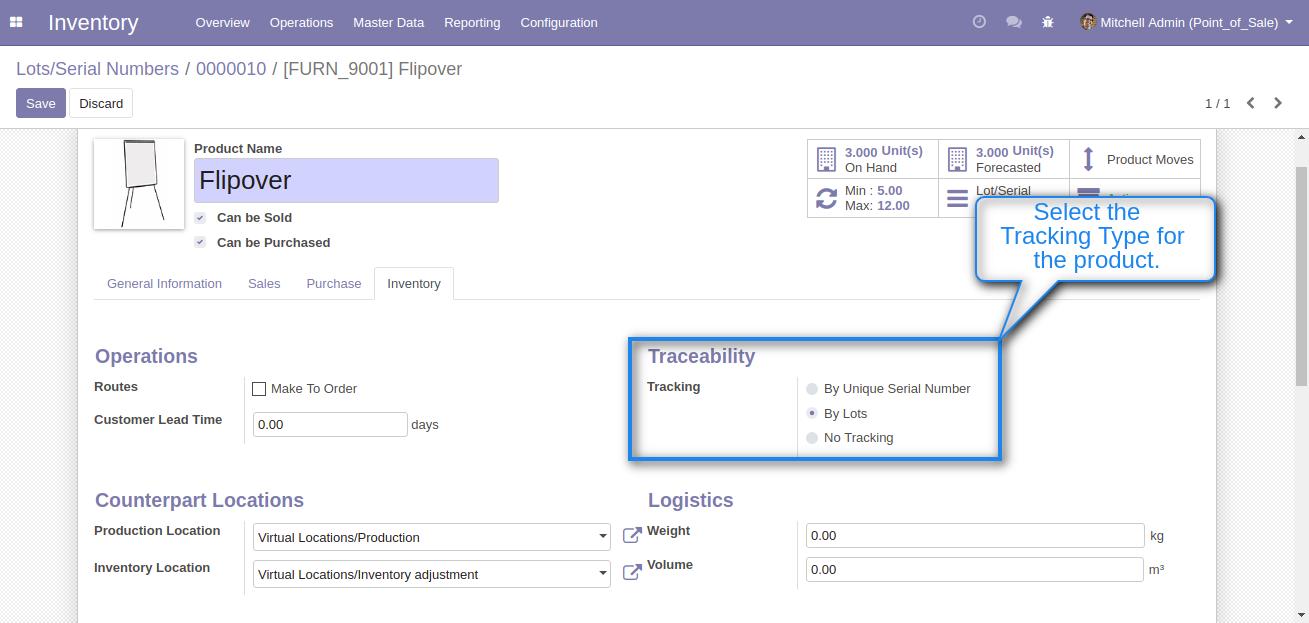 Inventory Overview Operations Master Data Reporting Configuration Mitchell Admin (Point_of_Sale)
Lots/Serial Numbers / 0000010 / [FURN_9001] Flipover
Save Discard 1 / 1
Product Name
Flipover
Can be Sold
Can be Purchased
3.000 Unit(s)
On Hand
3.000 Unit(s)
Forecasted
Product Moves
Min : 5.00
Max: 12.00
Lot/Serial
Select the
Tracking Type for
the product.
General Information Sales Purchase Inventory
Operations
Routes Make To Order
Customer Lead Time 0.00 days
Traceability
Tracking By Unique Serial Number
By Lots
No Tracking
Counterpart Locations
Production Location Virtual Locations/Production
Inventory Location Virtual Locations/Inventory adjustment
Logistics
Weight 0.00 kg
Volume 0.00 m³